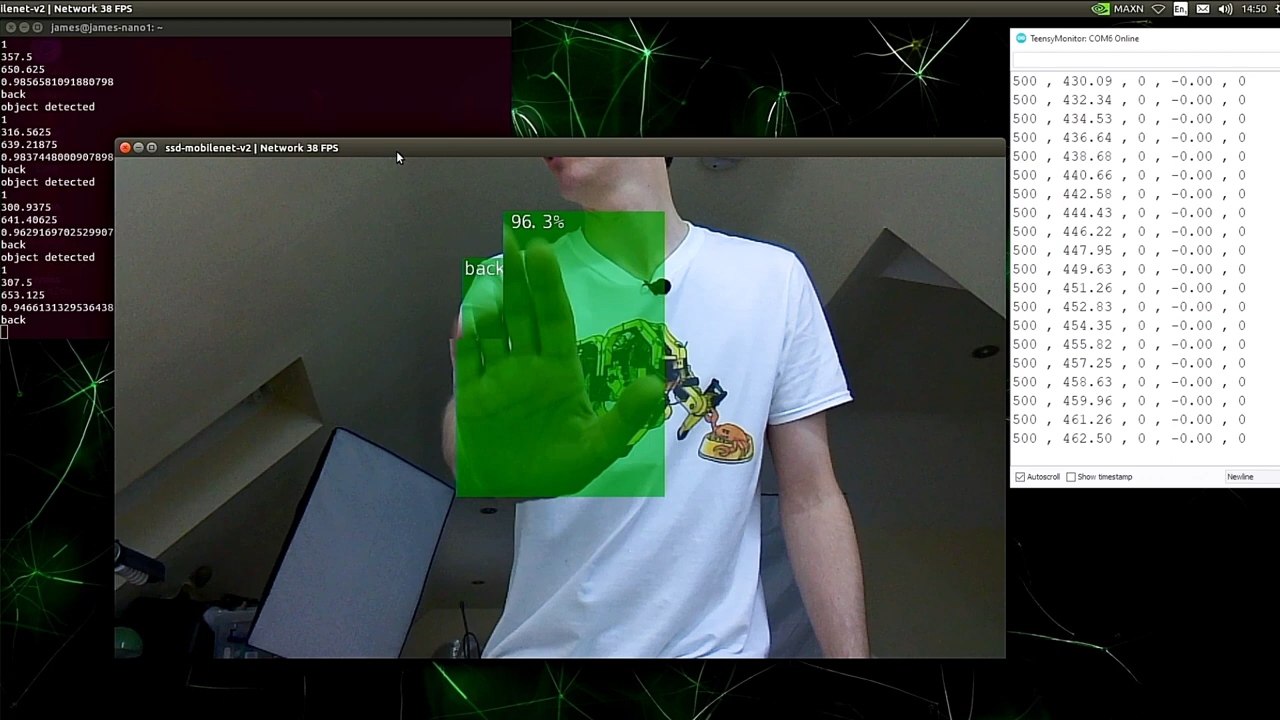 ilenet-v2 | Network 38 FPS
MAXN
En
14:50
james@james-nano1: ~
1
357.5
650.625
0.9856581091880798
back
object detected
1
316.5625
639.21875
0.9837448000907898
back
object detected
1
300.9375
641.40625
0.9629169702529907
back
object detected
1
307.5
653.125
0.9466131329536438
back
ssd-mobilenet-v2 | Network 38 FPS
96.3%
back
TeensyMonitor: COM6 Online
500 , 430.09 , 0 , -0.00 , 0
500 , 432.34 , 0 , -0.00 , 0
500 , 434.53 , 0 , -0.00 , 0
500 , 436.64 , 0 , -0.00 , 0
500 , 438.68 , 0 , -0.00 , 0
500 , 440.66 , 0 , -0.00 , 0
500 , 442.58 , 0 , -0.00 , 0
500 , 444.43 , 0 , -0.00 , 0
500 , 446.22 , 0 , -0.00 , 0
500 , 447.95 , 0 , -0.00 , 0
500 , 449.63 , 0 , -0.00 , 0
500 , 451.26 , 0 , -0.00 , 0
500 , 452.83 , 0 , -0.00 , 0
500 , 454.35 , 0 , -0.00 , 0
500 , 455.82 , 0 , -0.00 , 0
500 , 457.25 , 0 , -0.00 , 0
500 , 458.63 , 0 , -0.00 , 0
500 , 459.96 , 0 , -0.00 , 0
500 , 461.26 , 0 , -0.00 , 0
500 , 462.50 , 0 , -0.00 , 0
Autoscroll
Show timestamp
Newline